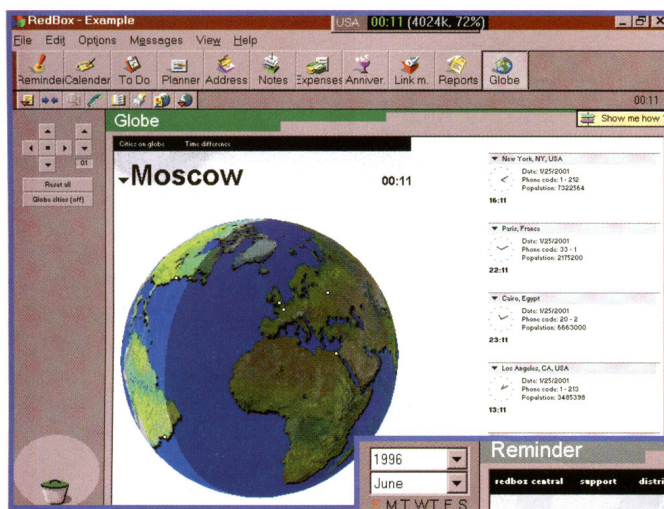 RedBox - Example
USA 00:11 (4024k, 72%)
File Edit Options Messages View Help
Reminder Calendar To Do Planner Address Notes Expenses Anniver. Link m. Reports Globe
00:11
Globe
Show me how
Cities on globe Time difference
Moscow
00:11
01
Reset all
Globe cities (off)
New York, NY, USA
Date: 1/25/2001
Phone code: 1 - 212
Population: 7322564
16:11
Paris, France
Date: 1/25/2001
Phone code: 33 - 1
Population: 2175200
22:11
Cairo, Egypt
Date: 1/25/2001
Phone code: 20 - 2
Population: 6663000
23:11
Los Angeles, CA, USA
Date: 1/25/2001
Phone code: 1 - 213
Population: 3485398
13:11
1996
June
S M T W T F S
Reminder
redbox central support distri